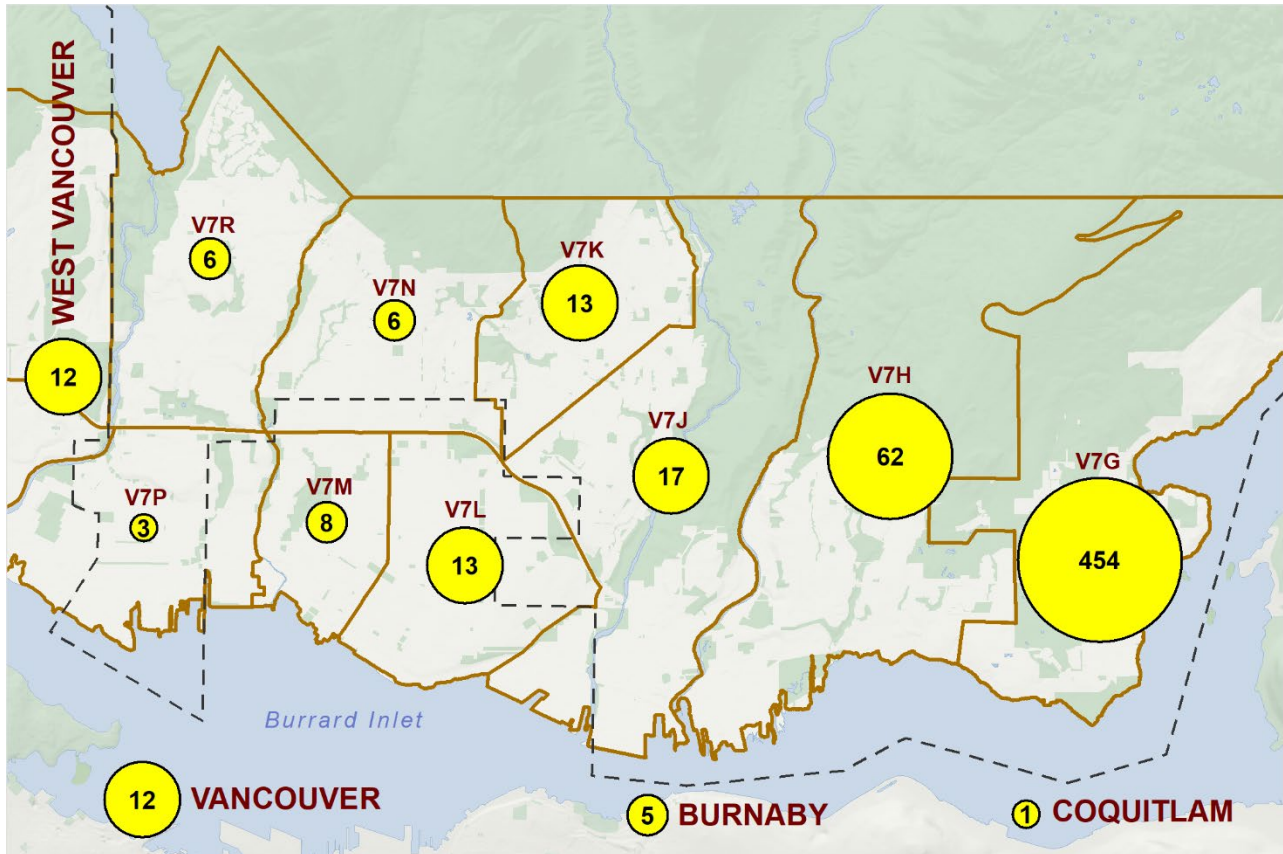 WEST VANCOUVER
12
V7R
6
V7N
6
V7K
13
V7H
62
V7J
17
V7G
454
V7P
3
V7M
8
V7L
13
Burrard Inlet
12 VANCOUVER
5 BURNABY
1 COQUITLAM